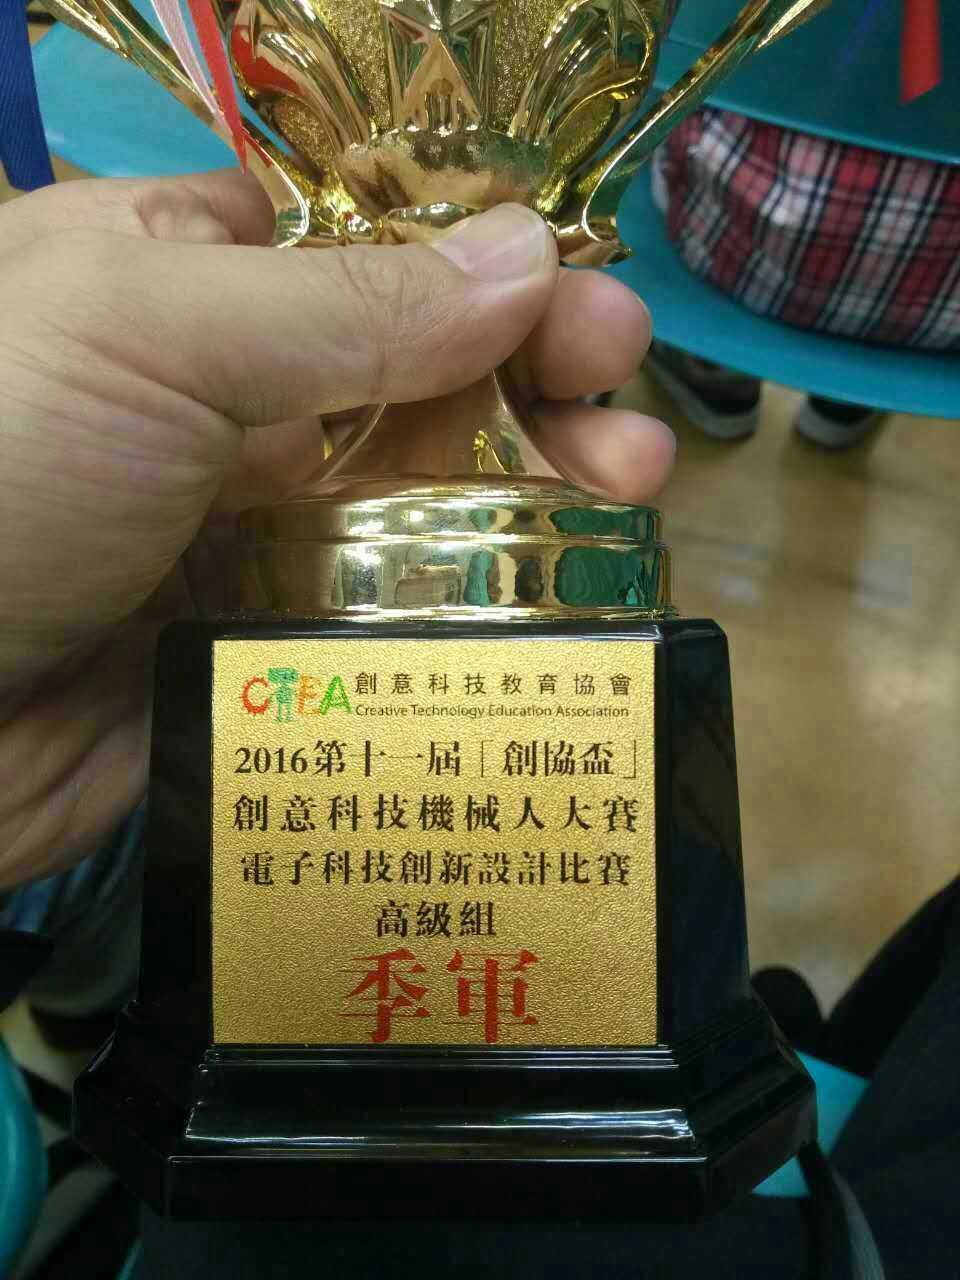 CTEA 創意科技教育協會
Creative Technology Education Association
2016第十一屆「創協盃」
創意科技機械人大賽
電子科技創新設計比賽
高級組
季軍